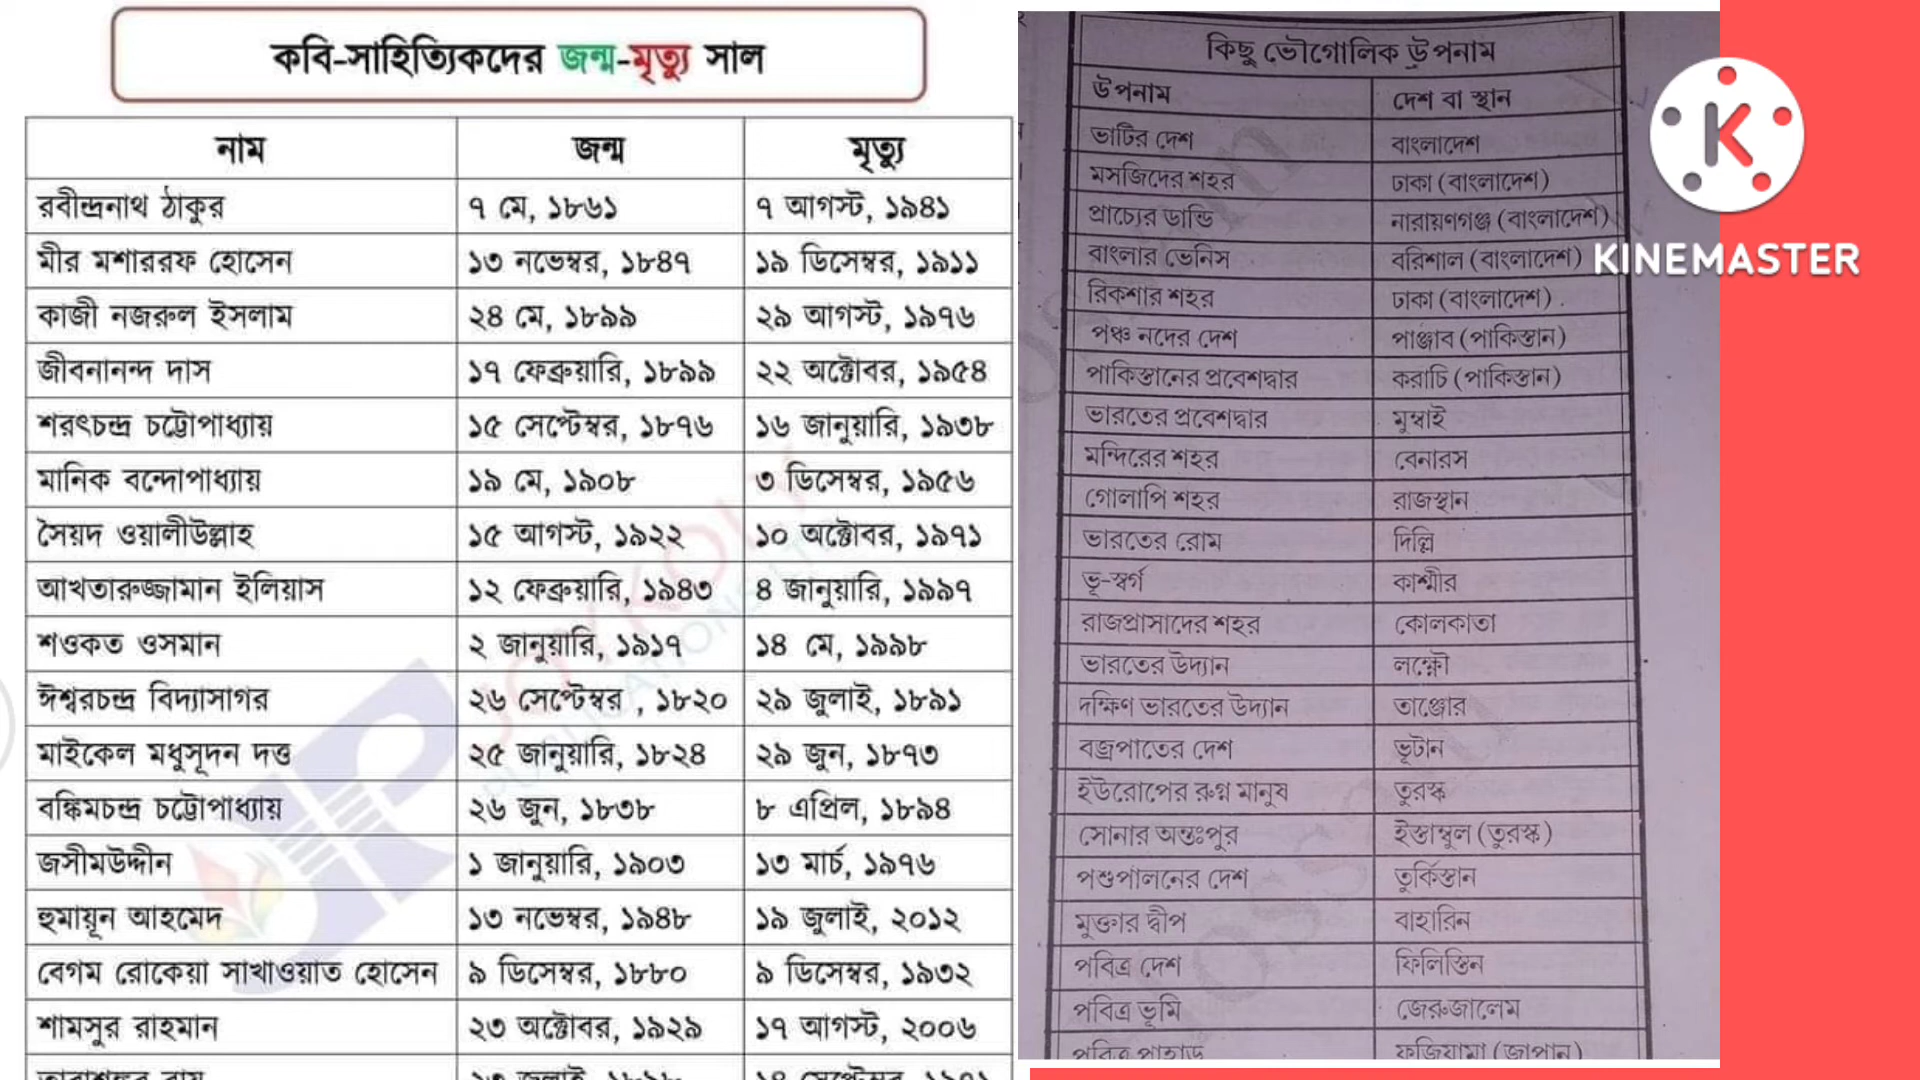 কবি-সাহিত্যিকদের জন্ম-মৃত্যু সাল
নাম জন্ম মৃত্যু
রবীন্দ্রনাথ ঠাকুর ৭ মে, ১৮৬১ ৭ আগস্ট, ১৯৪১
মীর মশাররফ হোসেন ১৩ নভেম্বর, ১৮৪৭ ১৯ ডিসেম্বর, ১৯১১
কাজী নজরুল ইসলাম ২৪ মে, ১৮৯৯ ২৯ আগস্ট, ১৯৭৬
জীবনানন্দ দাস ১৭ ফেব্রুয়ারি, ১৮৯৯ ২২ অক্টোবর, ১৯৫৪
শরৎচন্দ্র চট্টোপাধ্যায় ১৫ সেপ্টেম্বর, ১৮৭৬ ১৬ জানুয়ারি, ১৯৩৮
মানিক বন্দোপাধ্যায় ১৯ মে, ১৯০৮ ৩ ডিসেম্বর, ১৯৫৬
সৈয়দ ওয়ালীউল্লাহ ১৫ আগস্ট, ১৯২২ ১০ অক্টোবর, ১৯৭১
আখতারুজ্জামান ইলিয়াস ১২ ফেব্রুয়ারি, ১৯৪৩ ৪ জানুয়ারি, ১৯৯৭
শওকত ওসমান ২ জানুয়ারি, ১৯১৭ ১৪ মে, ১৯৯৮
ঈশ্বরচন্দ্র বিদ্যাসাগর ২৬ সেপ্টেম্বর , ১৮২০ ২৯ জুলাই, ১৮৯১
মাইকেল মধুসূদন দত্ত ২৫ জানুয়ারি, ১৮২৪ ২৯ জুন, ১৮৭৩
বঙ্কিমচন্দ্র চট্টোপাধ্যায় ২৬ জুন, ১৮৩৮ ৮ এপ্রিল, ১৮৯৪
জসীমউদ্দীন ১ জানুয়ারি, ১৯০৩ ১৩ মার্চ, ১৯৭৬
হুমায়ূন আহমেদ ১৩ নভেম্বর, ১৯৪৮ ১৯ জুলাই, ২০১২
বেগম রোকেয়া সাখাওয়াত হোসেন ৯ ডিসেম্বর, ১৮৮০ ৯ ডিসেম্বর, ১৯৩২
শামসুর রাহমান ২৩ অক্টোবর, ১৯২৯ ১৭ আগস্ট, ২০০৬
কিছু ভৌগোলিক উপনাম
উপনাম দেশ বা স্থান
ভাটির দেশ বাংলাদেশ
মসজিদের শহর ঢাকা (বাংলাদেশ)
প্রাচ্যের ডান্ডি নারায়ণগঞ্জ (বাংলাদেশ)
বাংলার ভেনিস বরিশাল (বাংলাদেশ)
রিকশার শহর ঢাকা (বাংলাদেশ)
পঞ্চ নদের দেশ পাঞ্জাব (পাকিস্তান)
পাকিস্তানের প্রবেশদ্বার করাচি (পাকিস্তান)
ভারতের প্রবেশদ্বার মুম্বাই
মন্দিরের শহর বেনারস
গোলাপি শহর রাজস্থান
ভারতের রোম দিল্লি
ভূ-স্বর্গ কাশ্মীর
রাজপ্রাসাদের শহর কোলকাতা
ভারতের উদ্যান লক্ষ্ণৌ
দক্ষিণ ভারতের উদ্যান তাঞ্জোর
বজ্রপাতের দেশ ভূটান
ইউরোপের রুগ্ন মানুষ তুরস্ক
সোনার অন্তঃপুর ইস্তাম্বুল (তুরস্ক)
পশুপালনের দেশ তুর্কিস্তান
মুক্তার দ্বীপ বাহারিন
পবিত্র দেশ ফিলিস্তিন
পবিত্র ভূমি জেরুজালেম
পবিত্র পাহাড় ফুজিয়ামা (জাপান)
KINEMASTER